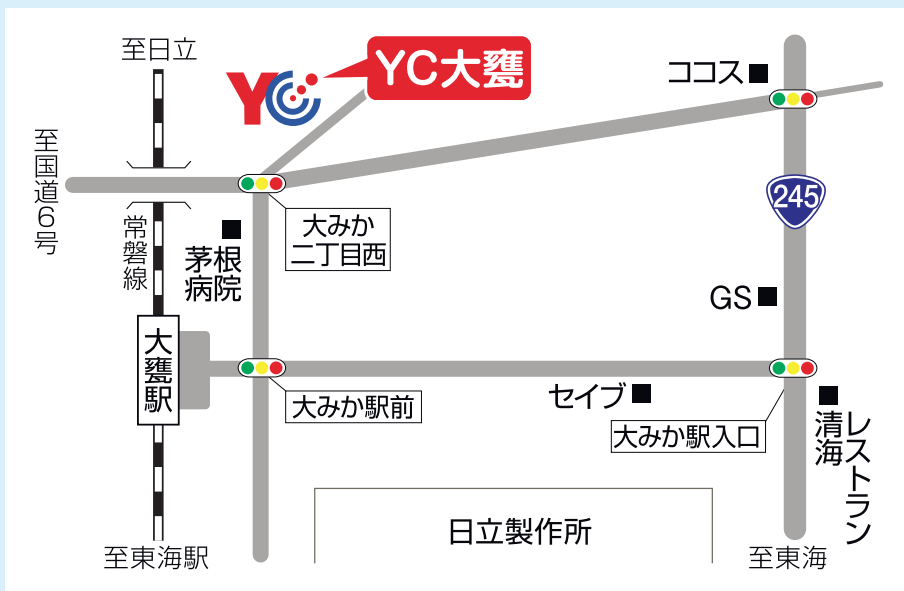 至日立
YC
YC大甕
ココス
至国道6号
245
常磐線
茅根
病院
大みか
二丁目西
GS
大甕駅
大みか駅前
セイブ
大みか駅入口
レストラン
清海
日立製作所
至東海駅
至東海